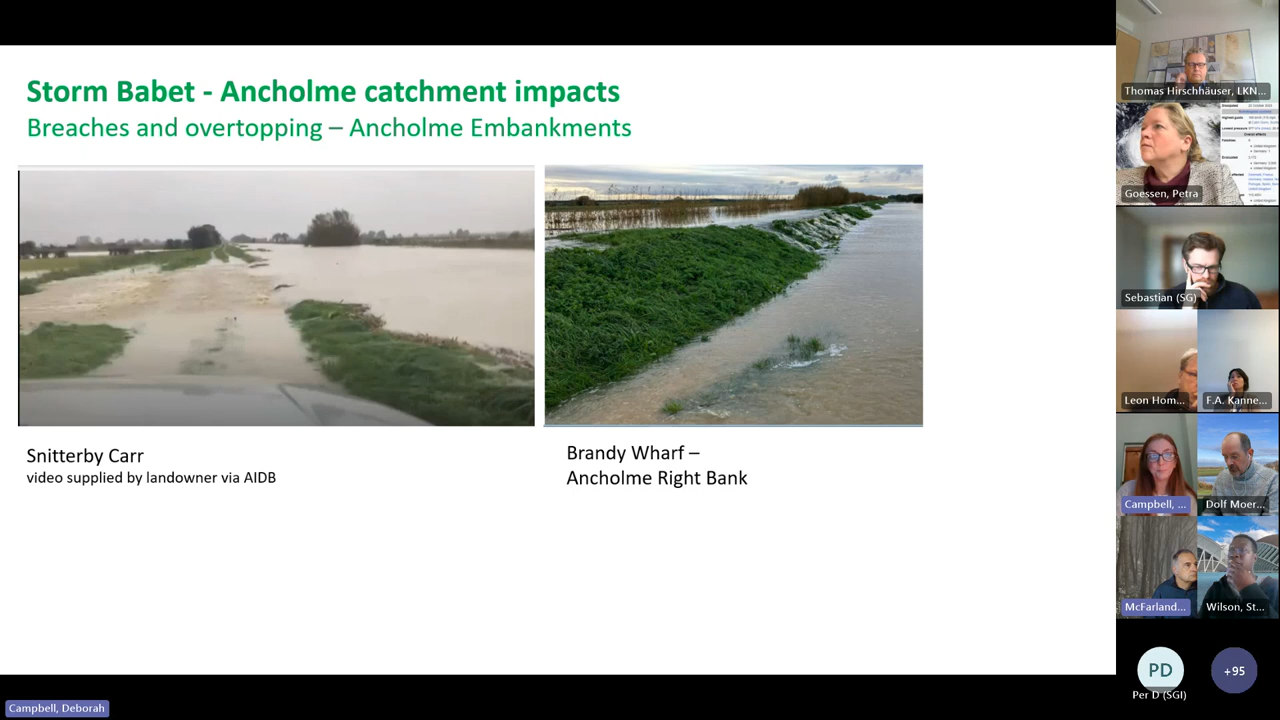 Storm Babet - Ancholme catchment impacts
Breaches and overtopping – Ancholme Embankments
Snitterby Carr
video supplied by landowner via AIDB
Brandy Wharf –
Ancholme Right Bank
Thomas Hirschhäuser, LKN...
Goessen, Petra
Sebastian (SG)
Leon Hom...
F.A. Kanne...
Campbell, ...
Dolf Moer...
McFarland...
Wilson, St...
PD
+95
Per D (SGI)
Campbell, Deborah